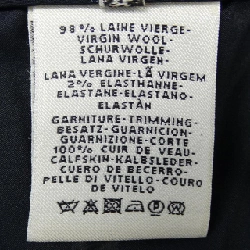 98% LAINE VIERGE-
VIRGIN WOOL-
SCHURWOLLE-
LANA VIRGEN-
LANA VERGINE-LÃ VIRGEM
2% ELASTHANNE-
ELASTANE-ELASTANO-
ELASTÁN
GARNITURE-TRIMMING-
BESATZ-GUARNICION-
GUARNIZIONE-CORTE
100% CUIR DE VEAU-
CALFSKIN-KALBSLEDER-
CUERO DE BECERRO-
PELLE DI VITELLO-COURO
DE VITELO